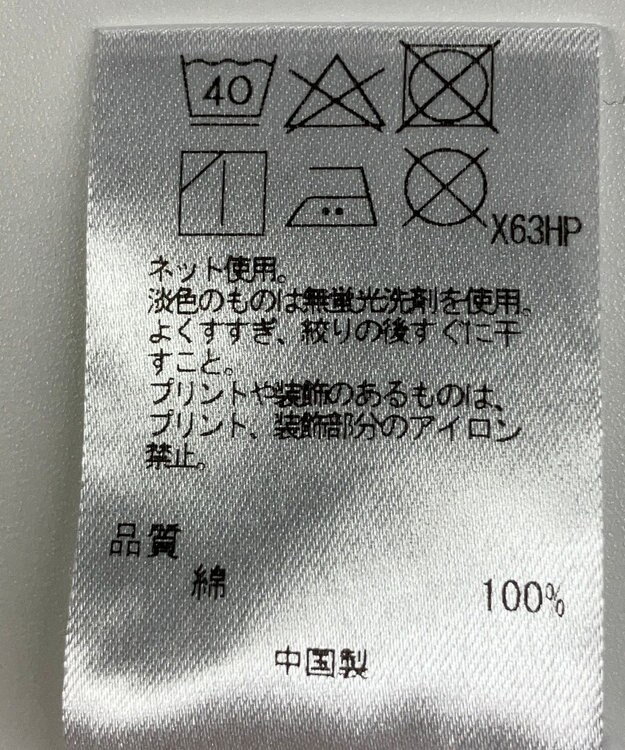 40
X63HP
ネット使用。
淡色のものは無蛍光洗剤を使用。
よくすすぎ、絞りの後すぐに干
すこと。
プリントや装飾のあるものは、
プリント、装飾部分のアイロン
禁止。
品質
綿 100%
中国製